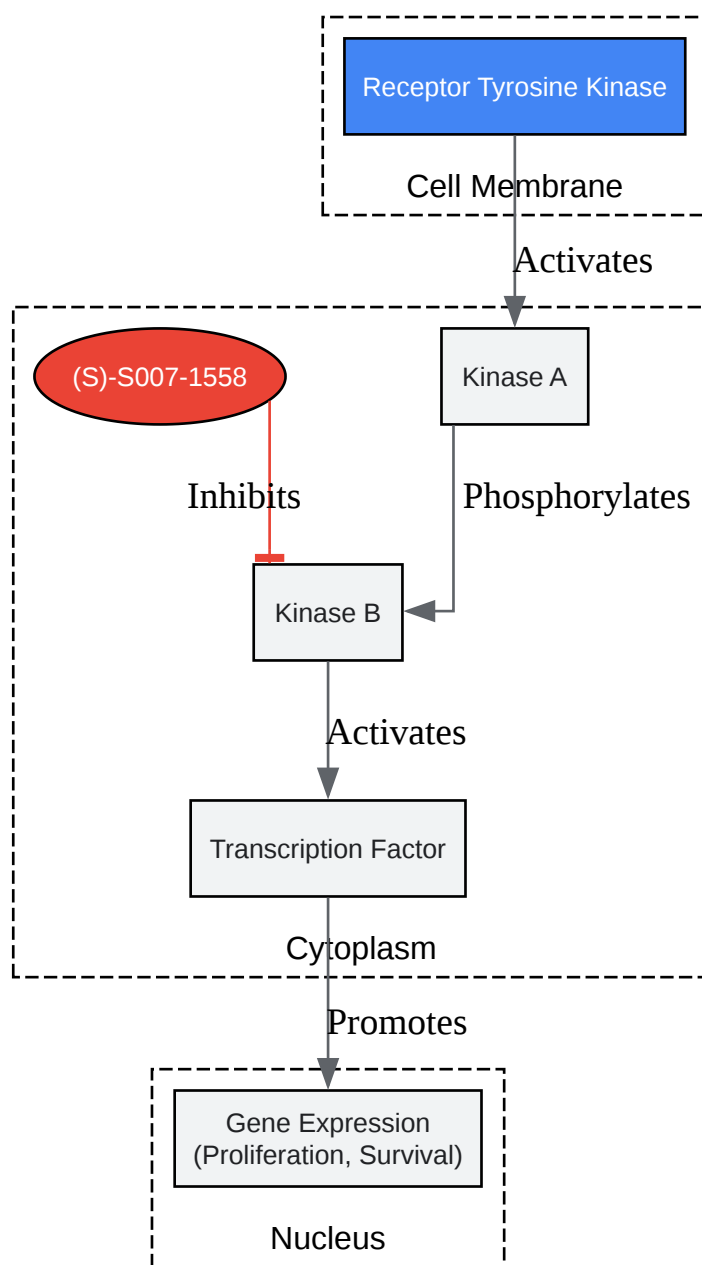 Receptor Tyrosine Kinase
Cell Membrane
Activates
(S)-S007-1558
Kinase A
Inhibits
Phosphorylates
Kinase B
Activates
Transcription Factor
Cytoplasm
Promotes
Gene Expression
(Proliferation, Survival)
Nucleus